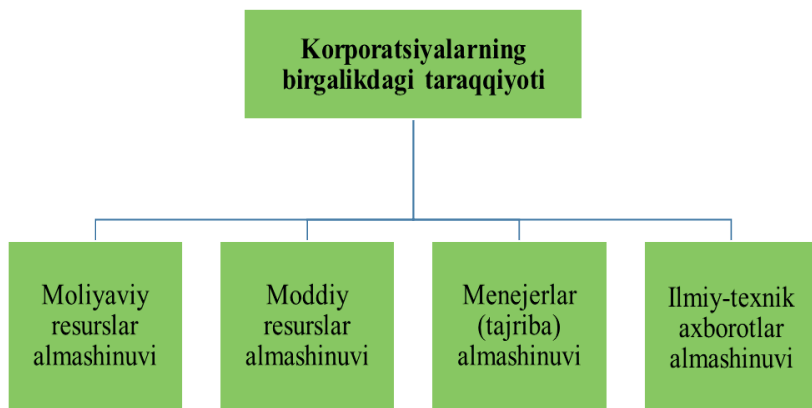 Korporatsiyalarning
birgalikdagi taraqqiyoti
Moliyaviy
resurslar
almashinuvi
Moddiy
resurslar
almashinuvi
Menejerlar
(tajriba)
almashinuvi
Ilmiy-texnik
axborotlar
almashinuvi